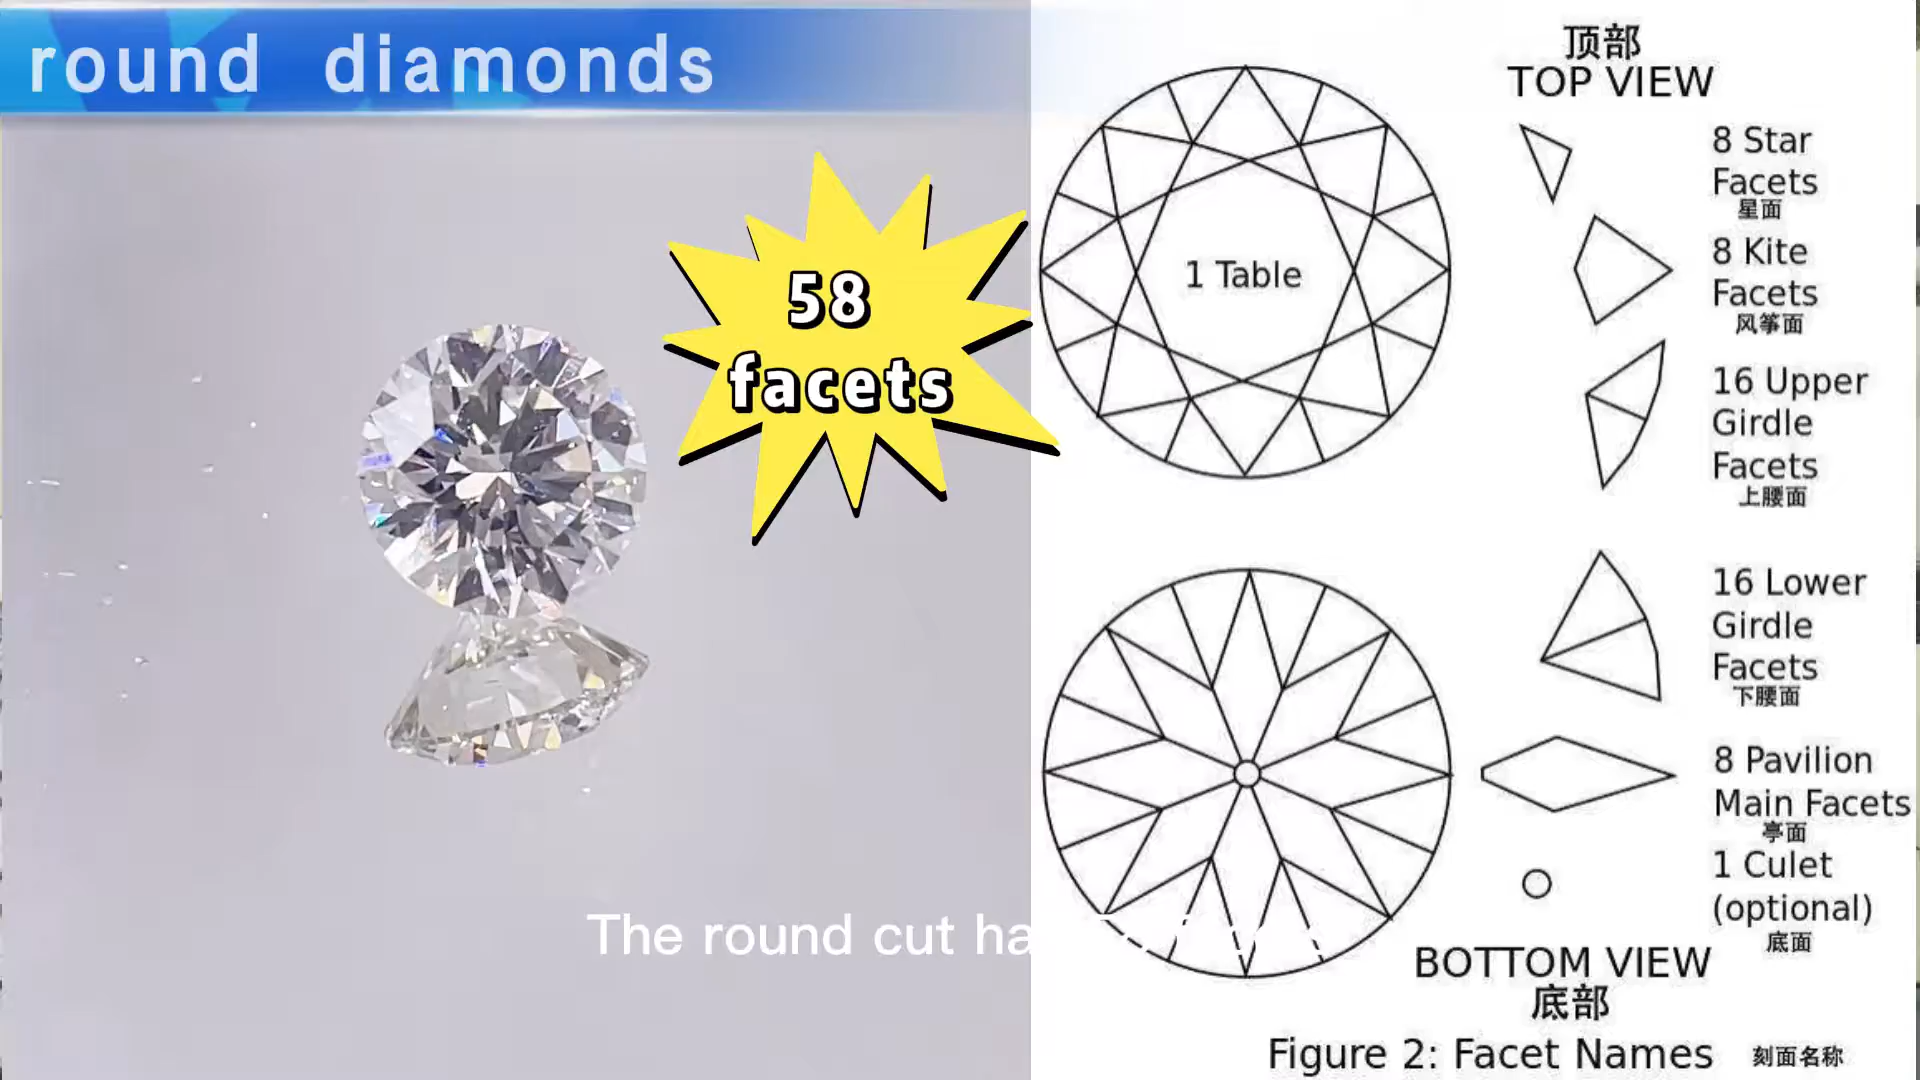 round diamonds
58
facets
The round cut ha
顶部
TOP VIEW
1 Table
8 Star
Facets
星面
8 Kite
Facets
风筝面
16 Upper
Girdle
Facets
上腰面
16 Lower
Girdle
Facets
下腰面
8 Pavilion
Main Facets
亭面
1 Culet
(optional)
底面
BOTTOM VIEW
底部
Figure 2: Facet Names 刻面名称